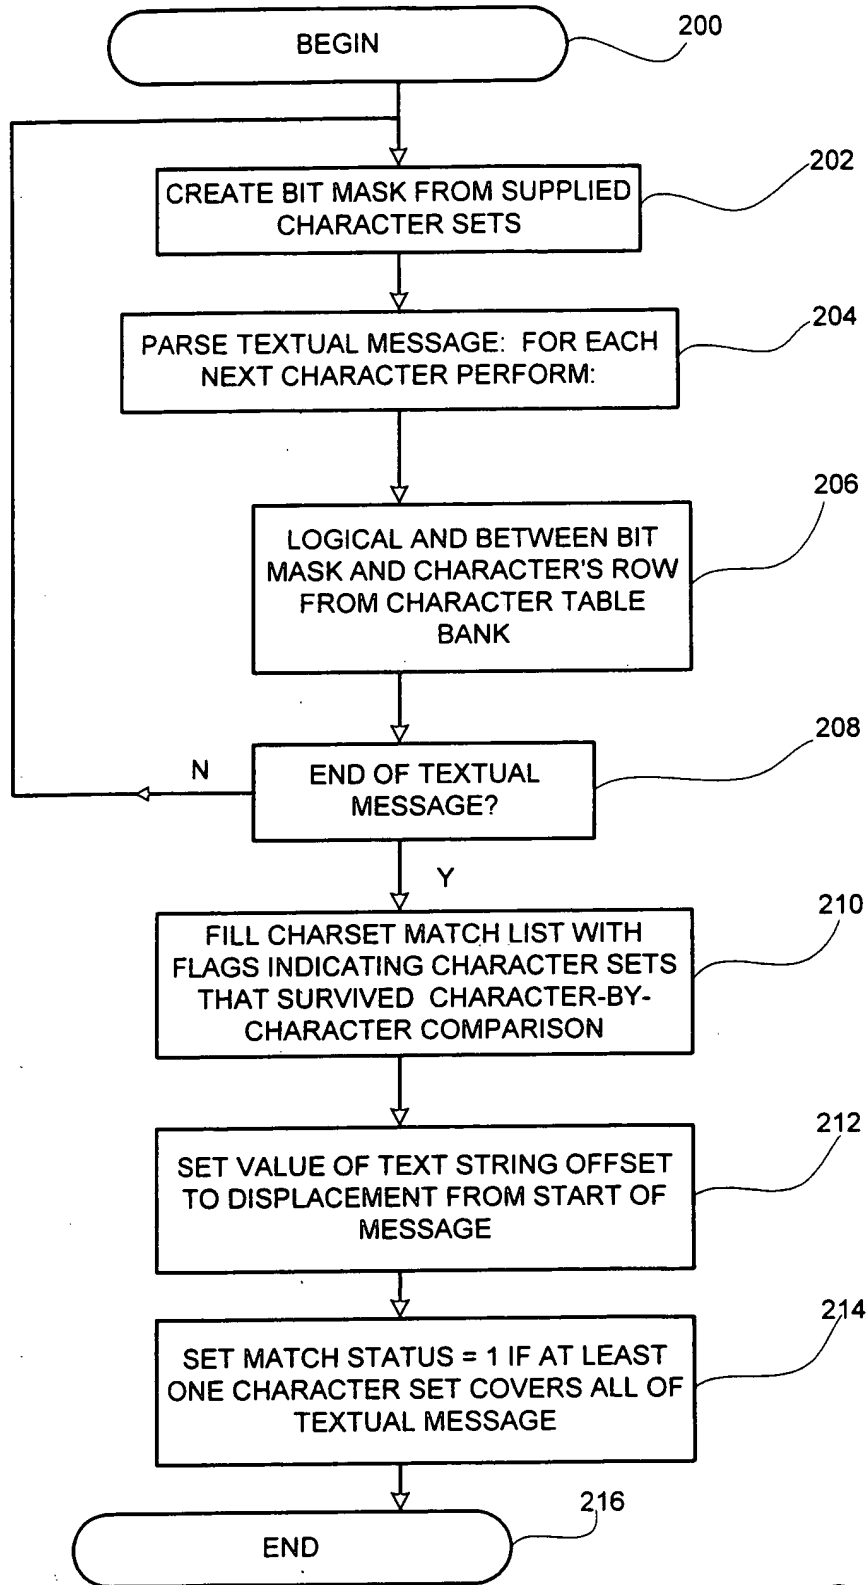 BEGIN
200
CREATE BIT MASK FROM SUPPLIED
CHARACTER SETS
202
PARSE TEXTUAL MESSAGE: FOR EACH
NEXT CHARACTER PERFORM:
204
LOGICAL AND BETWEEN BIT
MASK AND CHARACTER'S ROW
FROM CHARACTER TABLE
BANK
206
END OF TEXTUAL
MESSAGE?
208
N
Y
FILL CHARSET MATCH LIST WITH
FLAGS INDICATING CHARACTER SETS
THAT SURVIVED CHARACTER-BY-
CHARACTER COMPARISON
210
SET VALUE OF TEXT STRING OFFSET
TO DISPLACEMENT FROM START OF
MESSAGE
212
SET MATCH STATUS = 1 IF AT LEAST
ONE CHARACTER SET COVERS ALL OF
TEXTUAL MESSAGE
214
END
216